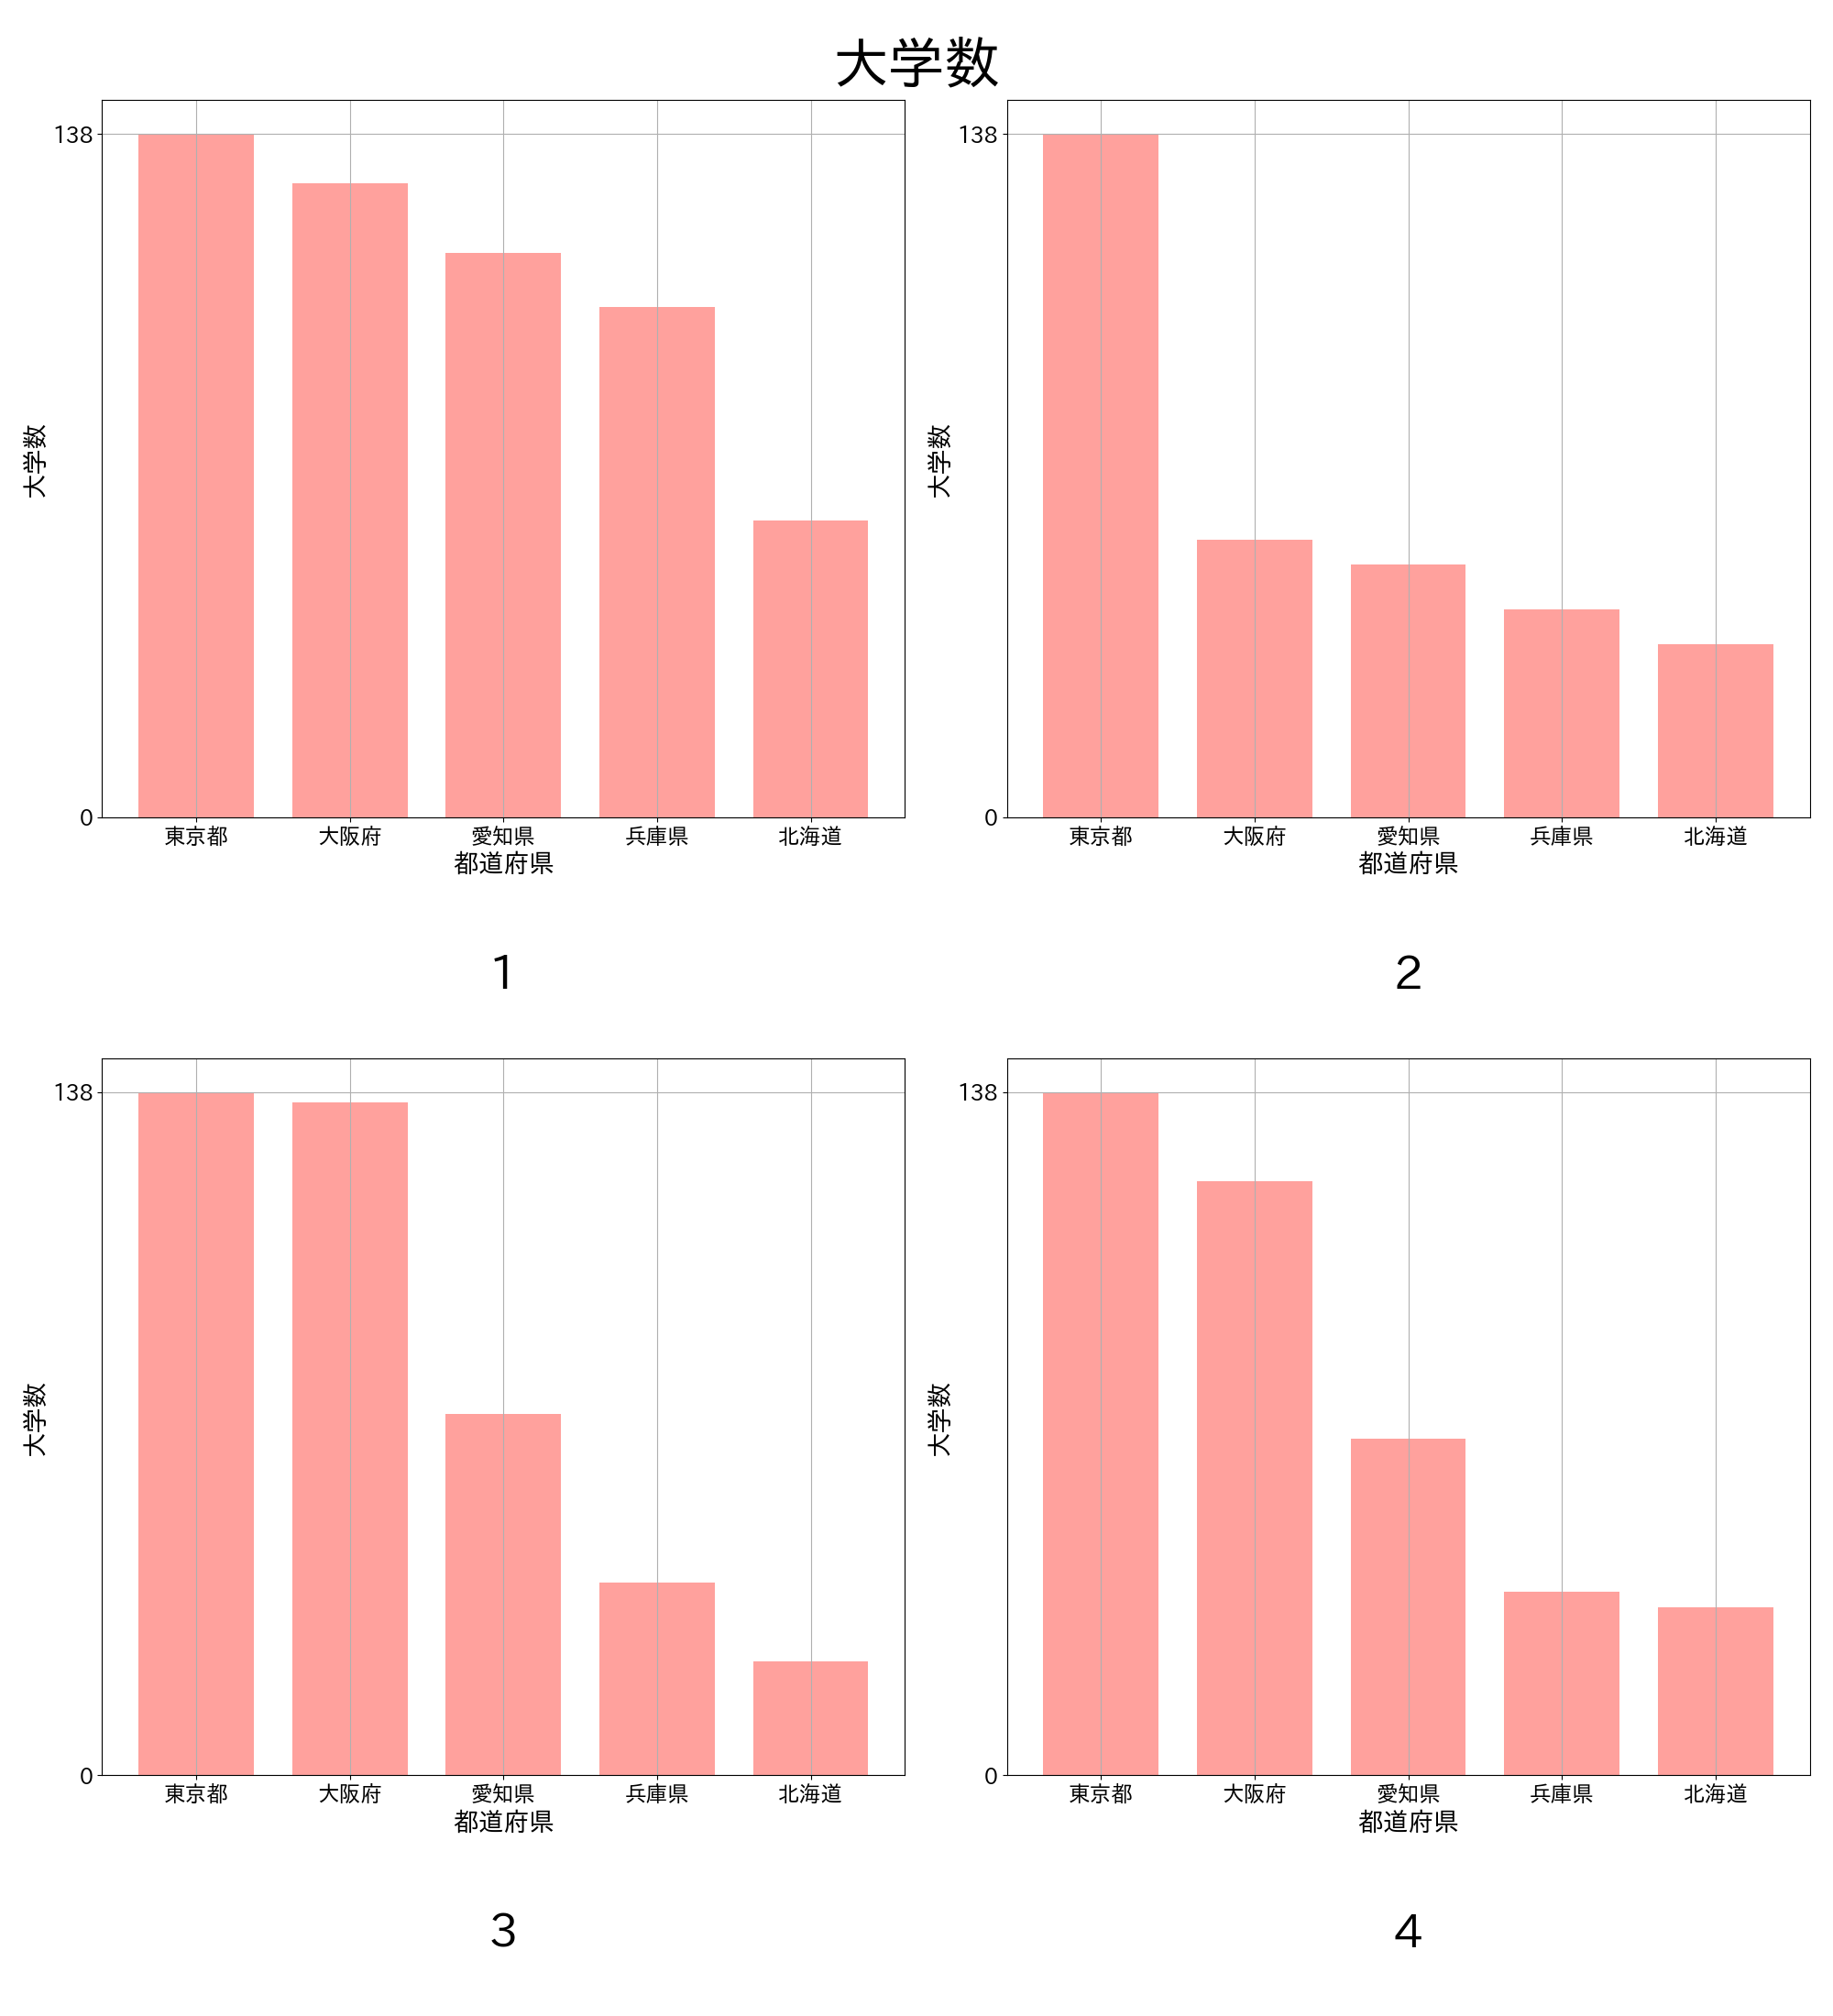 大学数
138
0
大学数
東京都 大阪府 愛知県 兵庫県 北海道
都道府県
1
138
0
大学数
東京都 大阪府 愛知県 兵庫県 北海道
都道府県
2
138
0
大学数
東京都 大阪府 愛知県 兵庫県 北海道
都道府県
3
138
0
大学数
東京都 大阪府 愛知県 兵庫県 北海道
都道府県
4